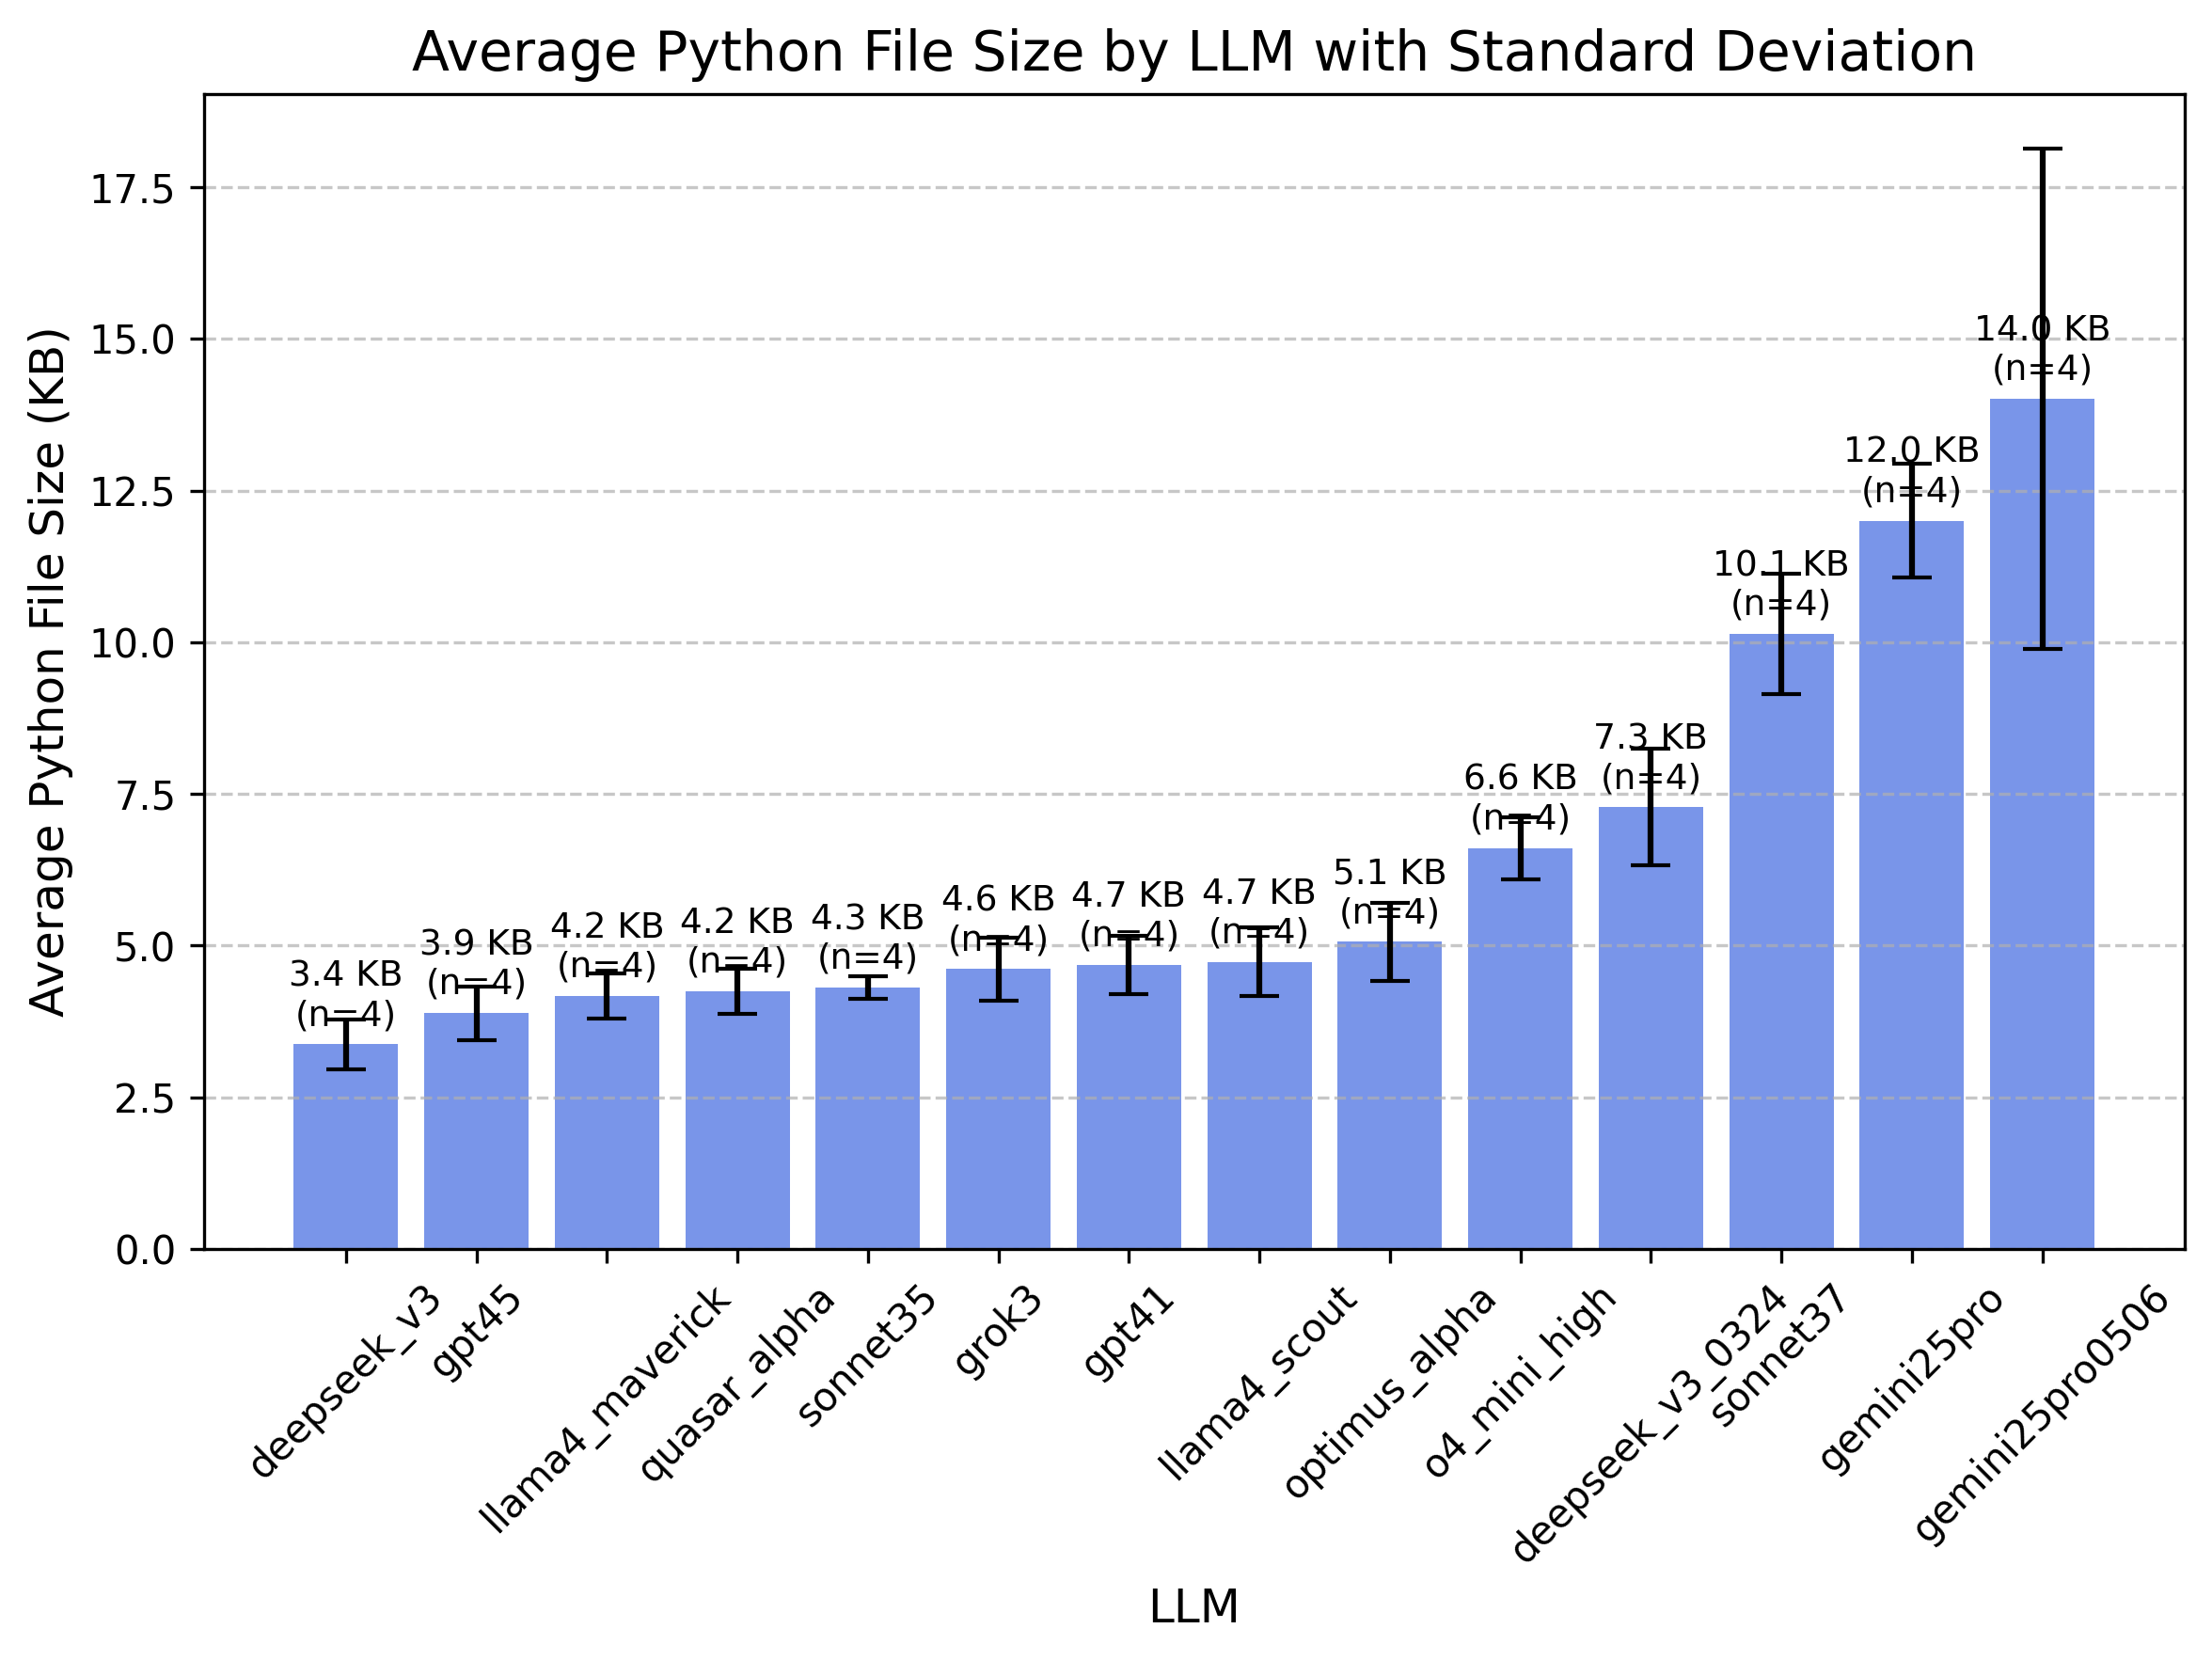 Average Python File Size by LLM with Standard Deviation
Average Python File Size (KB)
17.5
15.0
12.5
10.0
7.5
5.0
2.5
0.0
3.4 KB
(n=4)
3.9 KB
(n=4)
4.2 KB
(n=4)
4.2 KB
(n=4)
4.3 KB
(n=4)
4.6 KB
(n=4)
4.7 KB
(n=4)
4.7 KB
(n=4)
5.1 KB
(n=4)
6.6 KB
(n=4)
7.3 KB
(n=4)
10.1 KB
(n=4)
12.0 KB
(n=4)
14.0 KB
(n=4)
deepseek_v3
gpt45
llama4_maverick
quasar_alpha
sonnet35
grok3
gpt41
llama4_scout
optimus_alpha
o4_mini_high
deepseek_v3_0324
sonnet37
gemini25pro
gemini25pro0506
LLM